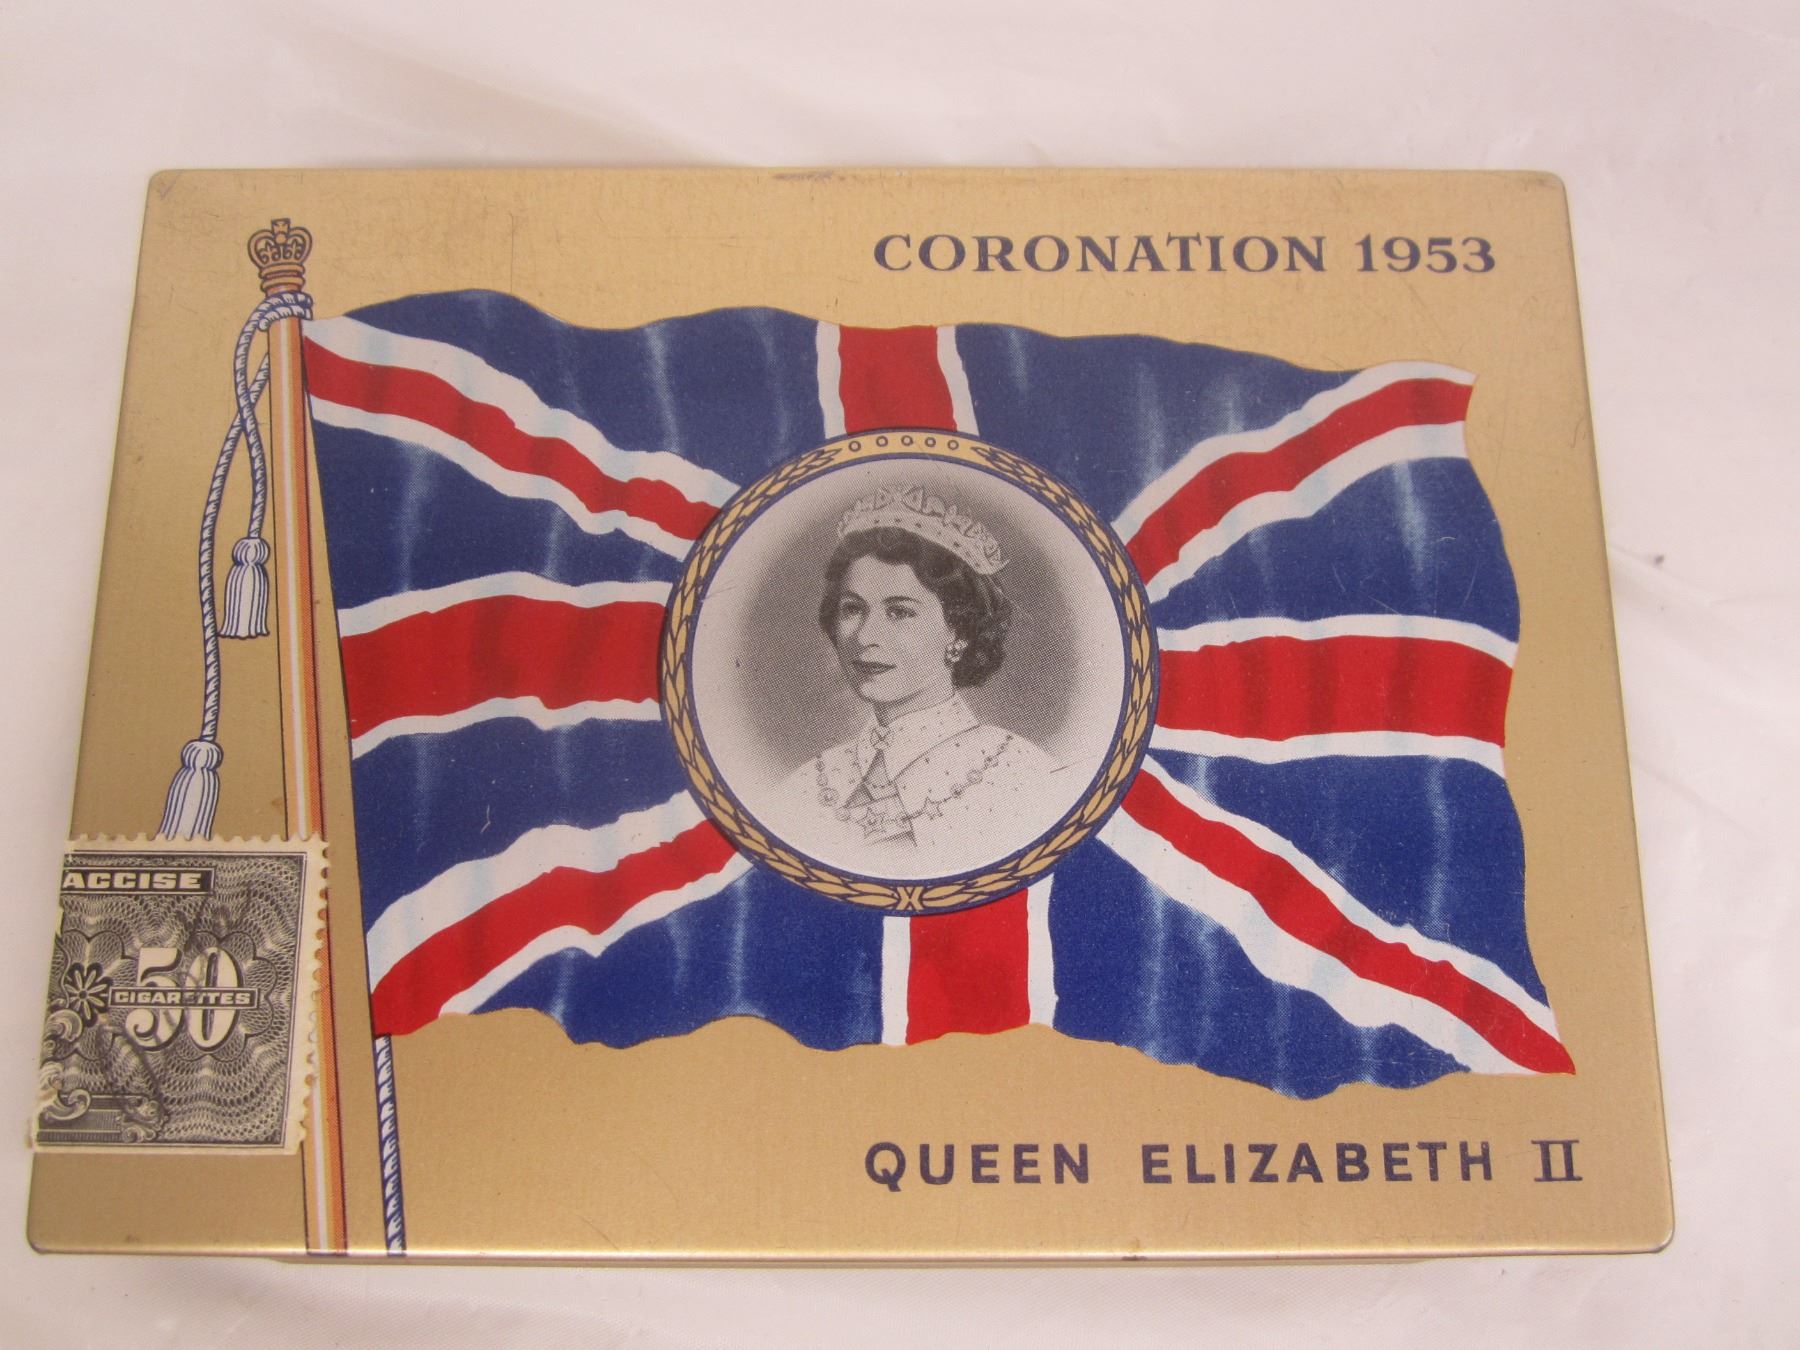 CORONATION 1953
ACCISE
50
CIGARETTES
QUEEN ELIZABETH II